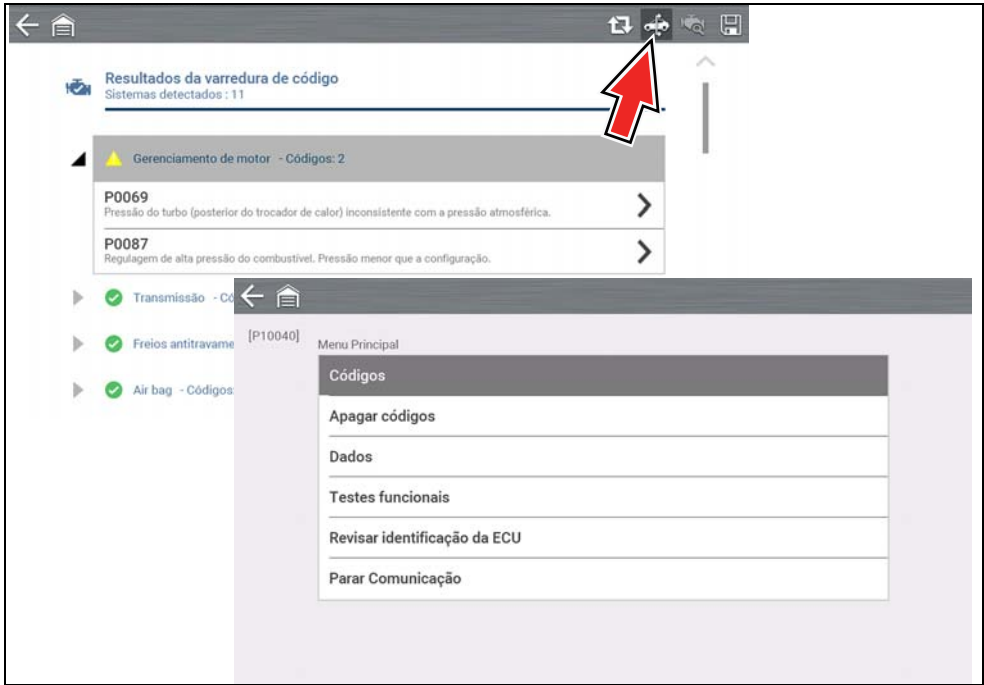 Resultados da varredura de código
Sistemas detectados : 11
Gerenciamento de motor - Códigos: 2
P0069
Pressão do turbo (posterior do trocador de calor) inconsistente com a pressão atmosférica.
P0087
Regulagem de alta pressão do combustível. Pressão menor que a configuração.
Transmissão - Có
Freios antitravame
Air bag - Códigos
[P10040]
Menu Principal
Códigos
Apagar códigos
Dados
Testes funcionais
Revisar identificação da ECU
Parar Comunicação